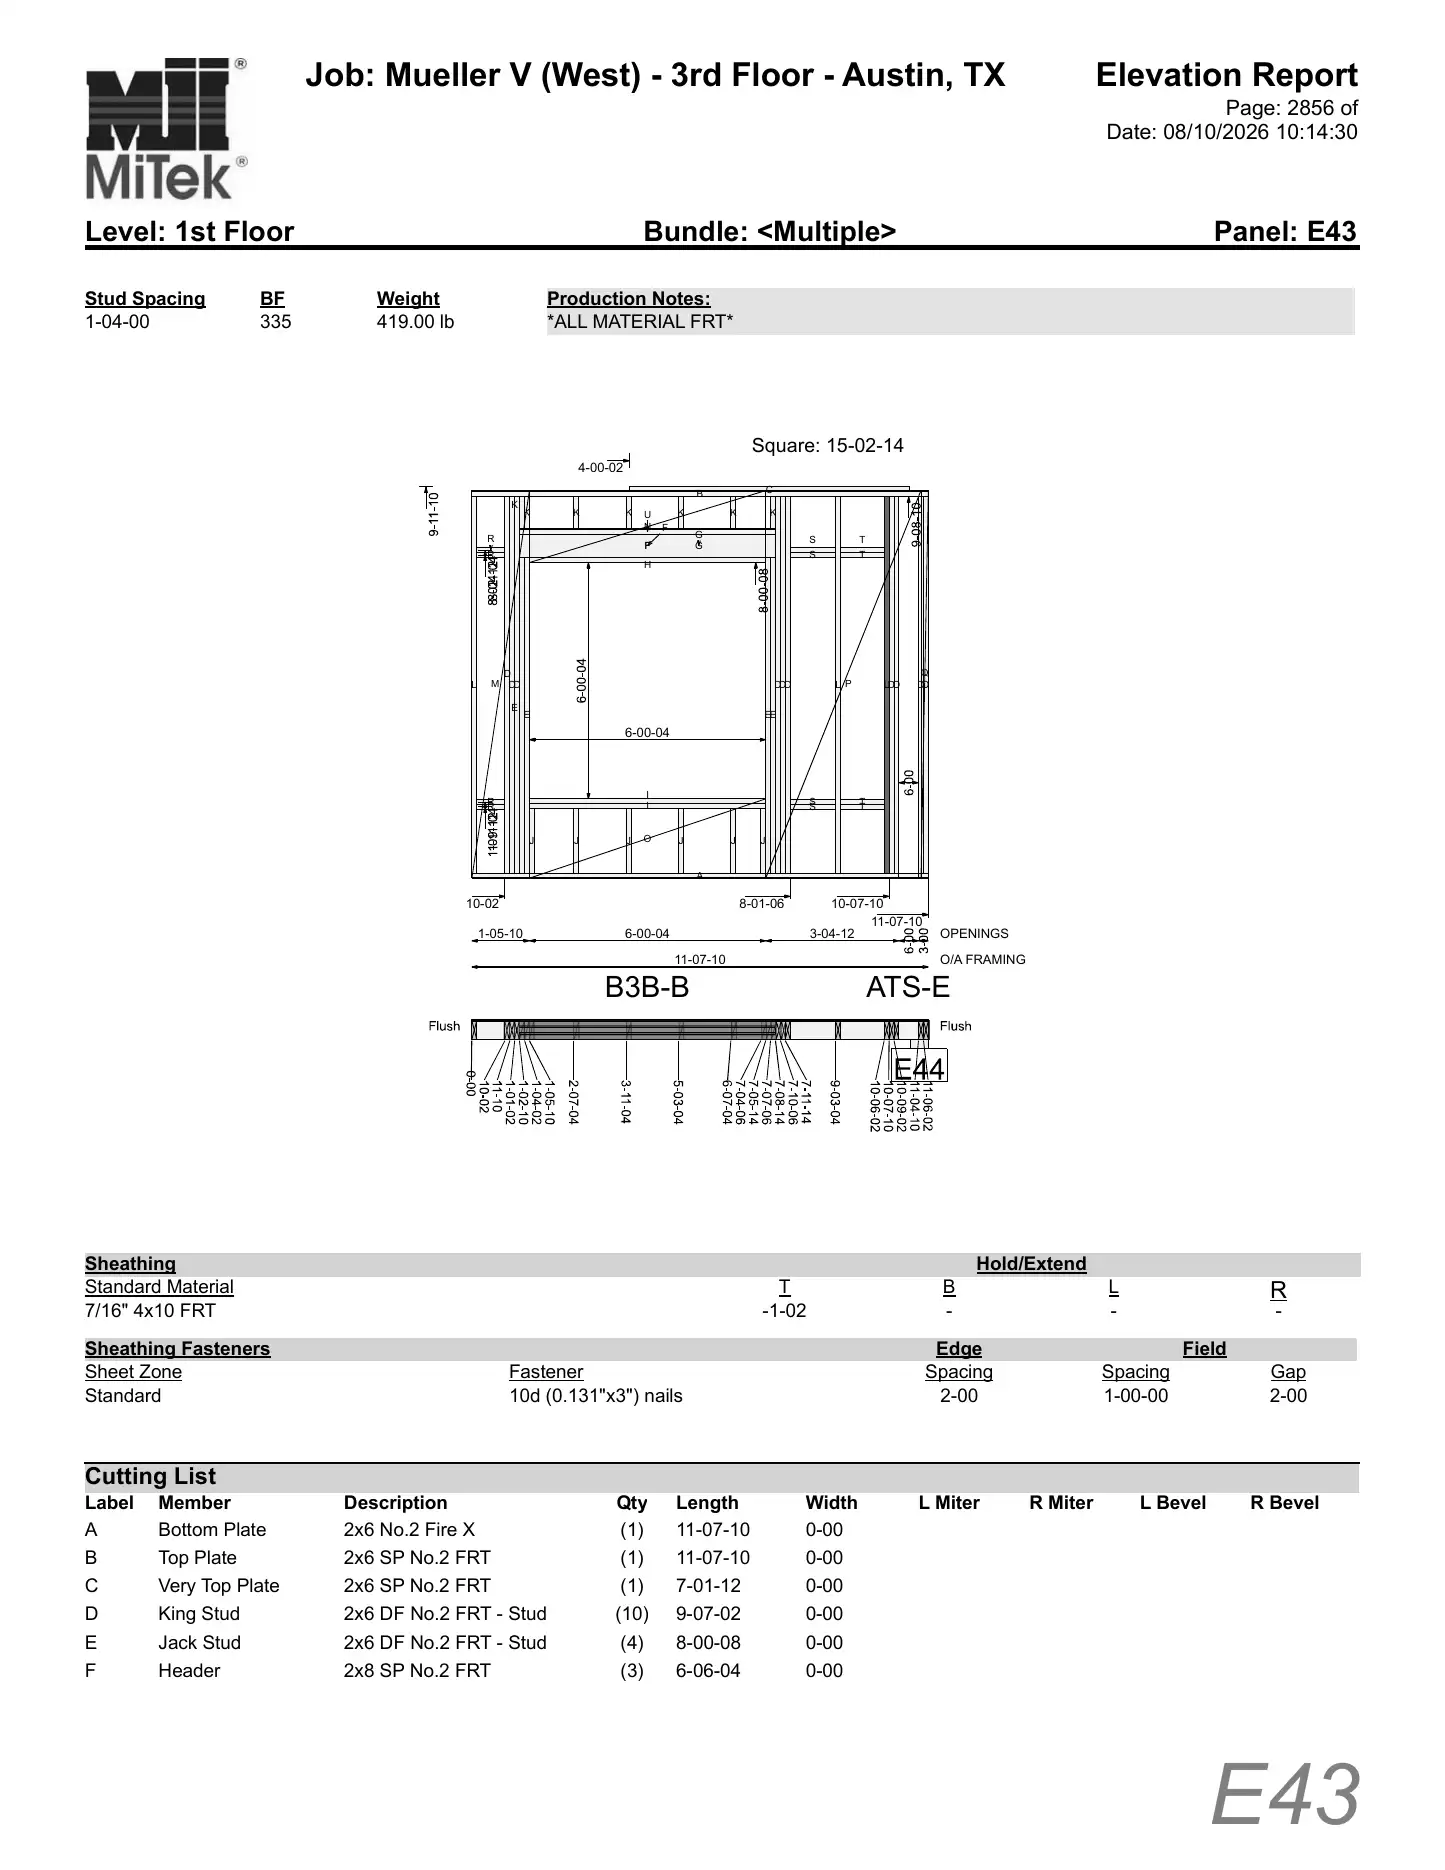 Job: Mueller V (West) - 3rd Floor - Austin, TX
Elevation Report
Page: 2856 of
Date: 08/10/2026 10:14:30
MiTek
Level: 1st Floor
Bundle: <Multiple>
Panel: E43
Stud Spacing BF Weight Production Notes:
1-04-00 335 419.00 lb *ALL MATERIAL FRT*
Square: 15-02-14
4-00-02
9-11-10
B C
K K K K K K K
U
F
G
G
H
9-08-10
R
S T
S T
8-00-08
6-00-04
D
L M
E
E
L P
6-00-04
6-00
I
I
S T
S T
J J J O J J J
A
10-02 8-01-06 10-07-10
11-07-10
1-05-10 6-00-04 3-04-12 6-00 3-00 OPENINGS
11-07-10 O/A FRAMING
B3B-B ATS-E
Flush Flush
E44
0-00 10-02 11-10 1-01-02 1-02-10 1-04-02 1-05-10 2-07-04 3-11-04 5-03-04 6-07-04 7-04-06 7-05-14 7-07-06 7-08-14 7-10-06 7-11-14 9-03-04 10-06-02 10-07-10 10-09-02 11-04-10 11-06-02
Sheathing Hold/Extend
Standard Material T B L R
7/16" 4x10 FRT -1-02 - - -
Sheathing Fasteners Edge Field
Sheet Zone Fastener Spacing Spacing Gap
Standard 10d (0.131"x3") nails 2-00 1-00-00 2-00
Cutting List
Label Member Description Qty Length Width L Miter R Miter L Bevel R Bevel
A Bottom Plate 2x6 No.2 Fire X (1) 11-07-10 0-00
B Top Plate 2x6 SP No.2 FRT (1) 11-07-10 0-00
C Very Top Plate 2x6 SP No.2 FRT (1) 7-01-12 0-00
D King Stud 2x6 DF No.2 FRT - Stud (10) 9-07-02 0-00
E Jack Stud 2x6 DF No.2 FRT - Stud (4) 8-00-08 0-00
F Header 2x8 SP No.2 FRT (3) 6-06-04 0-00
E43